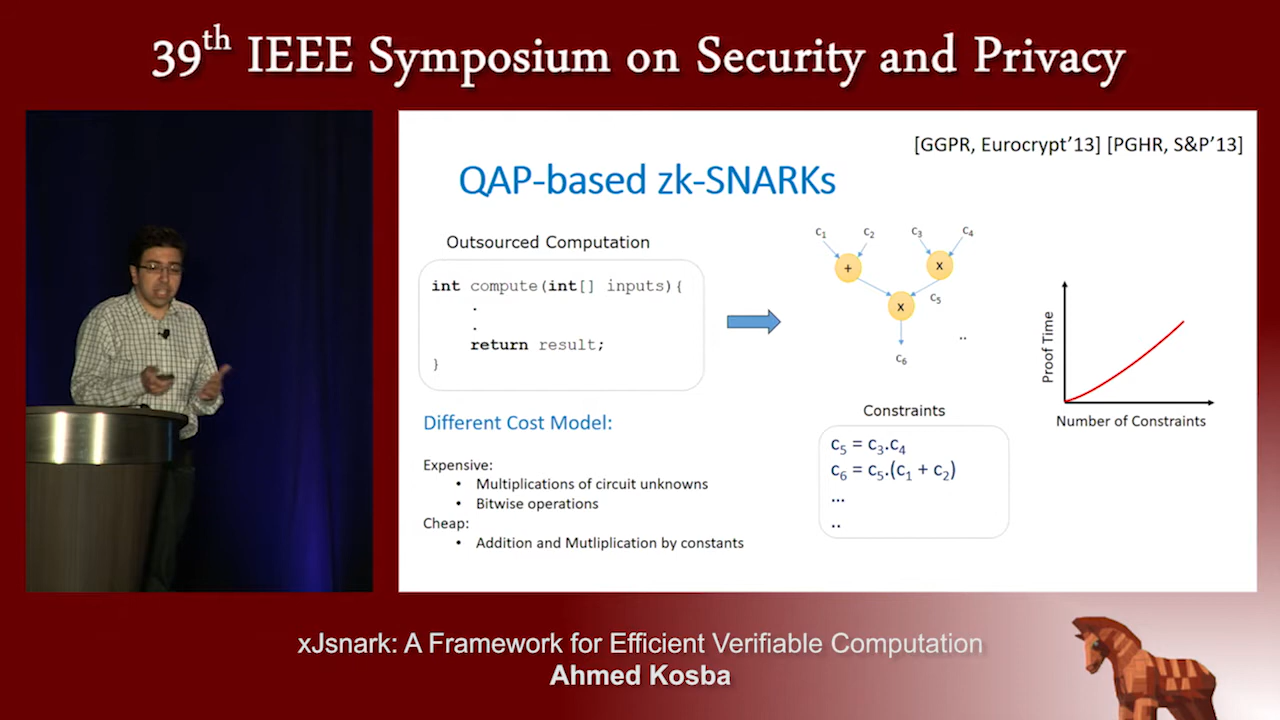 39th IEEE Symposium on Security and Privacy
[GGPR, Eurocrypt'13] [PGHR, S&P'13]
QAP-based zk-SNARKs
Outsourced Computation
int compute(int[] inputs){
.
.
return result;
}
c1 c2 c3 c4
+ x
x c5
..
c6
Proof Time
Number of Constraints
Different Cost Model:
Expensive:
• Multiplications of circuit unknowns
• Bitwise operations
Cheap:
• Addition and Mutliplication by constants
Constraints
c5 = c3.c4
c6 = c5.(c1 + c2)
...
..
xJsnark: A Framework for Efficient Verifiable Computation
Ahmed Kosba